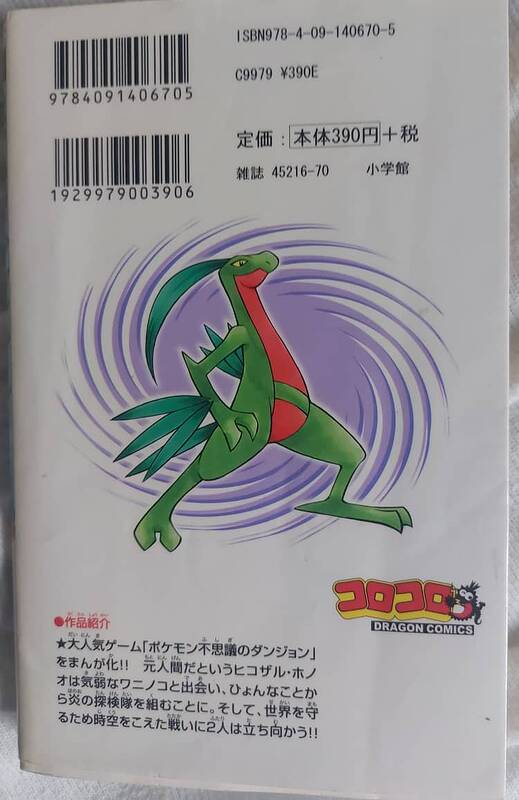 ISBN978-4-09-140670-5
C9979 ¥390E
9784091406705
定価：本体390円+税
雑誌 45216-70 小学館
1929979003906
コロコロ
DRAGON COMICS
●作品紹介
★大人気ゲーム「ポケモン不思議のダンジョン」
をまんが化!! 元人間だというヒコザル・ホノ
オは気弱なワニノコと出会い、ひょんなことか
ら炎の探検隊を組むことに。そして、世界を守
るため時空をこえた戦いに2人は立ち向かう!!